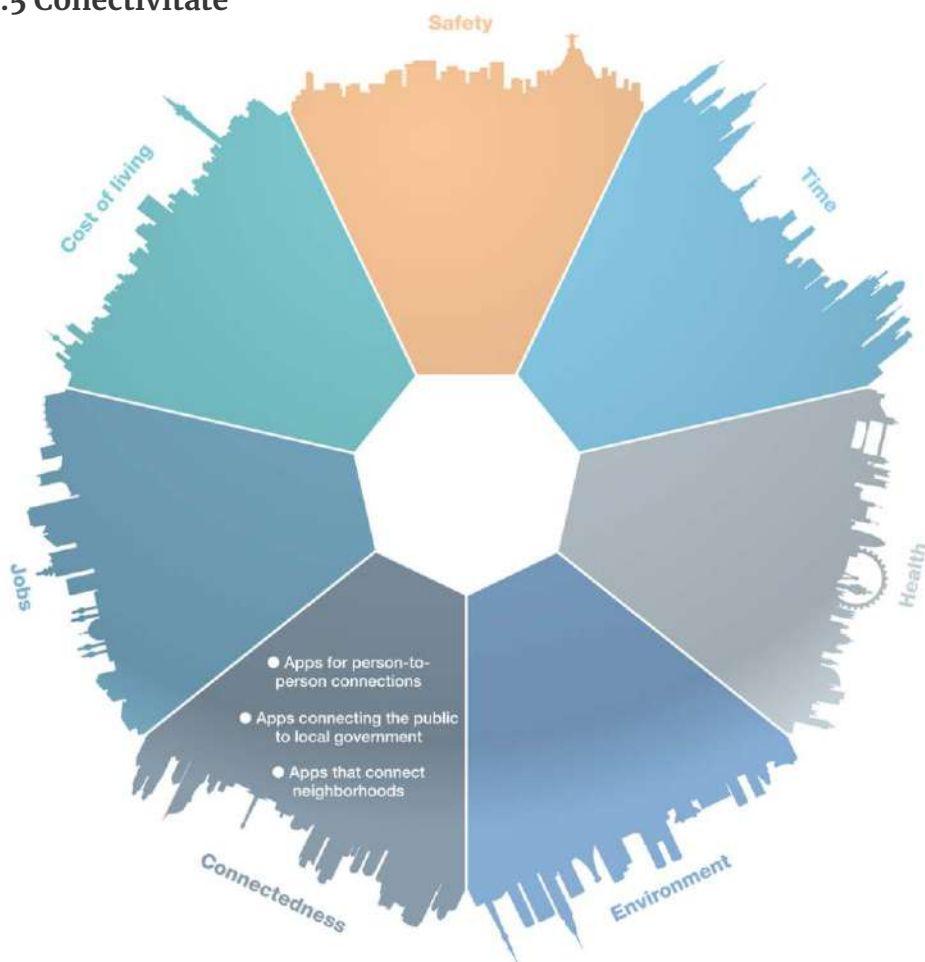 .5 Conectivitate
Safety
Cost of living
Time
Jobs
Health
● Apps for person-to-
person connections
● Apps connecting the public
to local government
● Apps that connect
neighborhoods
Connectedness
Environment